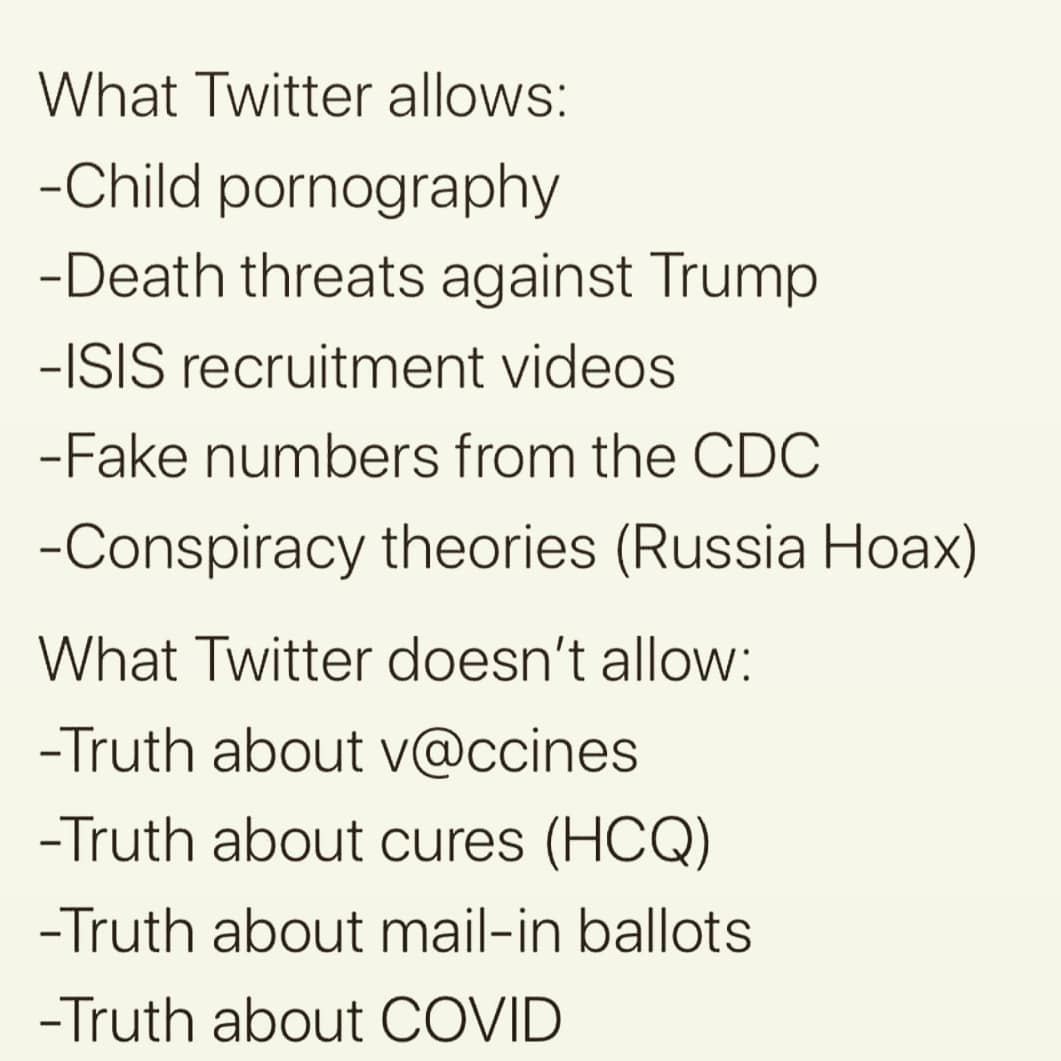 What Twitter allows:
-Child pornography
-Death threats against Trump
-ISIS recruitment videos
-Fake numbers from the CDC
-Conspiracy theories (Russia Hoax)
What Twitter doesn’t allow:
-Truth about v@ccines
-Truth about cures (HCQ)
-Truth about mail-in ballots
-Truth about COVID